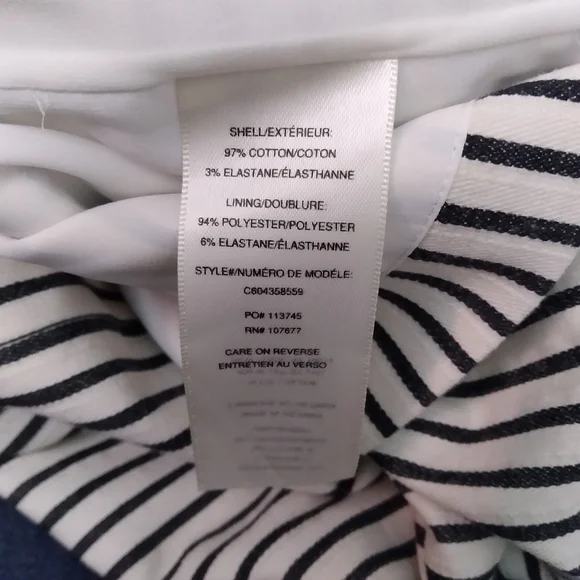 SHELL/EXTÉRIEUR:
97% COTTON/COTON
3% ELASTANE/ÉLASTHANNE
LINING/DOUBLURE:
94% POLYESTER/POLYESTER
6% ELASTANE/ÉLASTHANNE
STYLE#/NUMÉRO DE MODÉLE:
C604358559
PO# 113745
RN# 107677
CARE ON REVERSE
ENTRETIEN AU VERSO